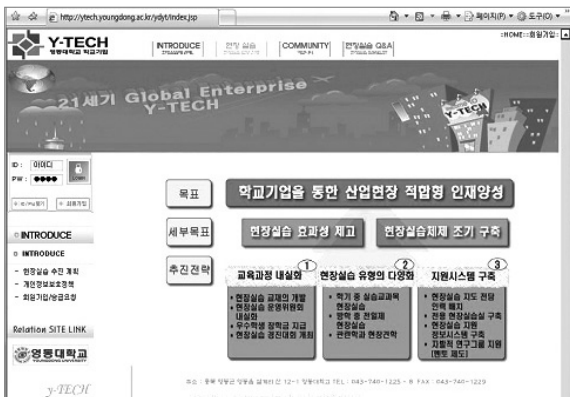 http://ytech.youngdong.ac.kr/ydyt/index.jsp
페이지(P)
도구(O)
Y-TECH
영동대학교 학교기업
INTRODUCE
현장 실습
COMMUNITY
현장실습 Q&A
::HOME::회원가입::
21세기 Global Enterprise
Y-TECH
Y-TECH
ID : 아이디
PW :
목표
학교기업을 통한 산업현장 적합형 인재양성
세부목표
현장실습 효과성 제고
현장실습체제 조기 구축
추진전략
1
교육과정 내실화
• 현장실습 교재의 개발
• 현장실습 운영위원회
내실화
• 우수학생 장학금 지급
• 현장실습 경진대회 개최
2
현장실습 유형의 다양화
• 학기 중 실습교과목
현장실습
• 방학 중 전일제
현장실습
• 관련학과 현장견학
3
지원시스템 구축
• 현장실습 지도 전담
인력 배치
• 전용 현장실습실 구축
• 현장실습 지원
정보시스템 구축
• 자발적 연구그룹 지원
[멘토 제도]
INTRODUCE
INTRODUCE
- 현장실습 추진 계획
- 개인정보보호정책
- 회원가입/등급요청
Relation SITE LINK
영동대학교
YOUNGDONG UNIVERSITY
y-TECH
12-1 영동대학교 TEL : 043-740-1225 - 8 FAX : 043-740-1229